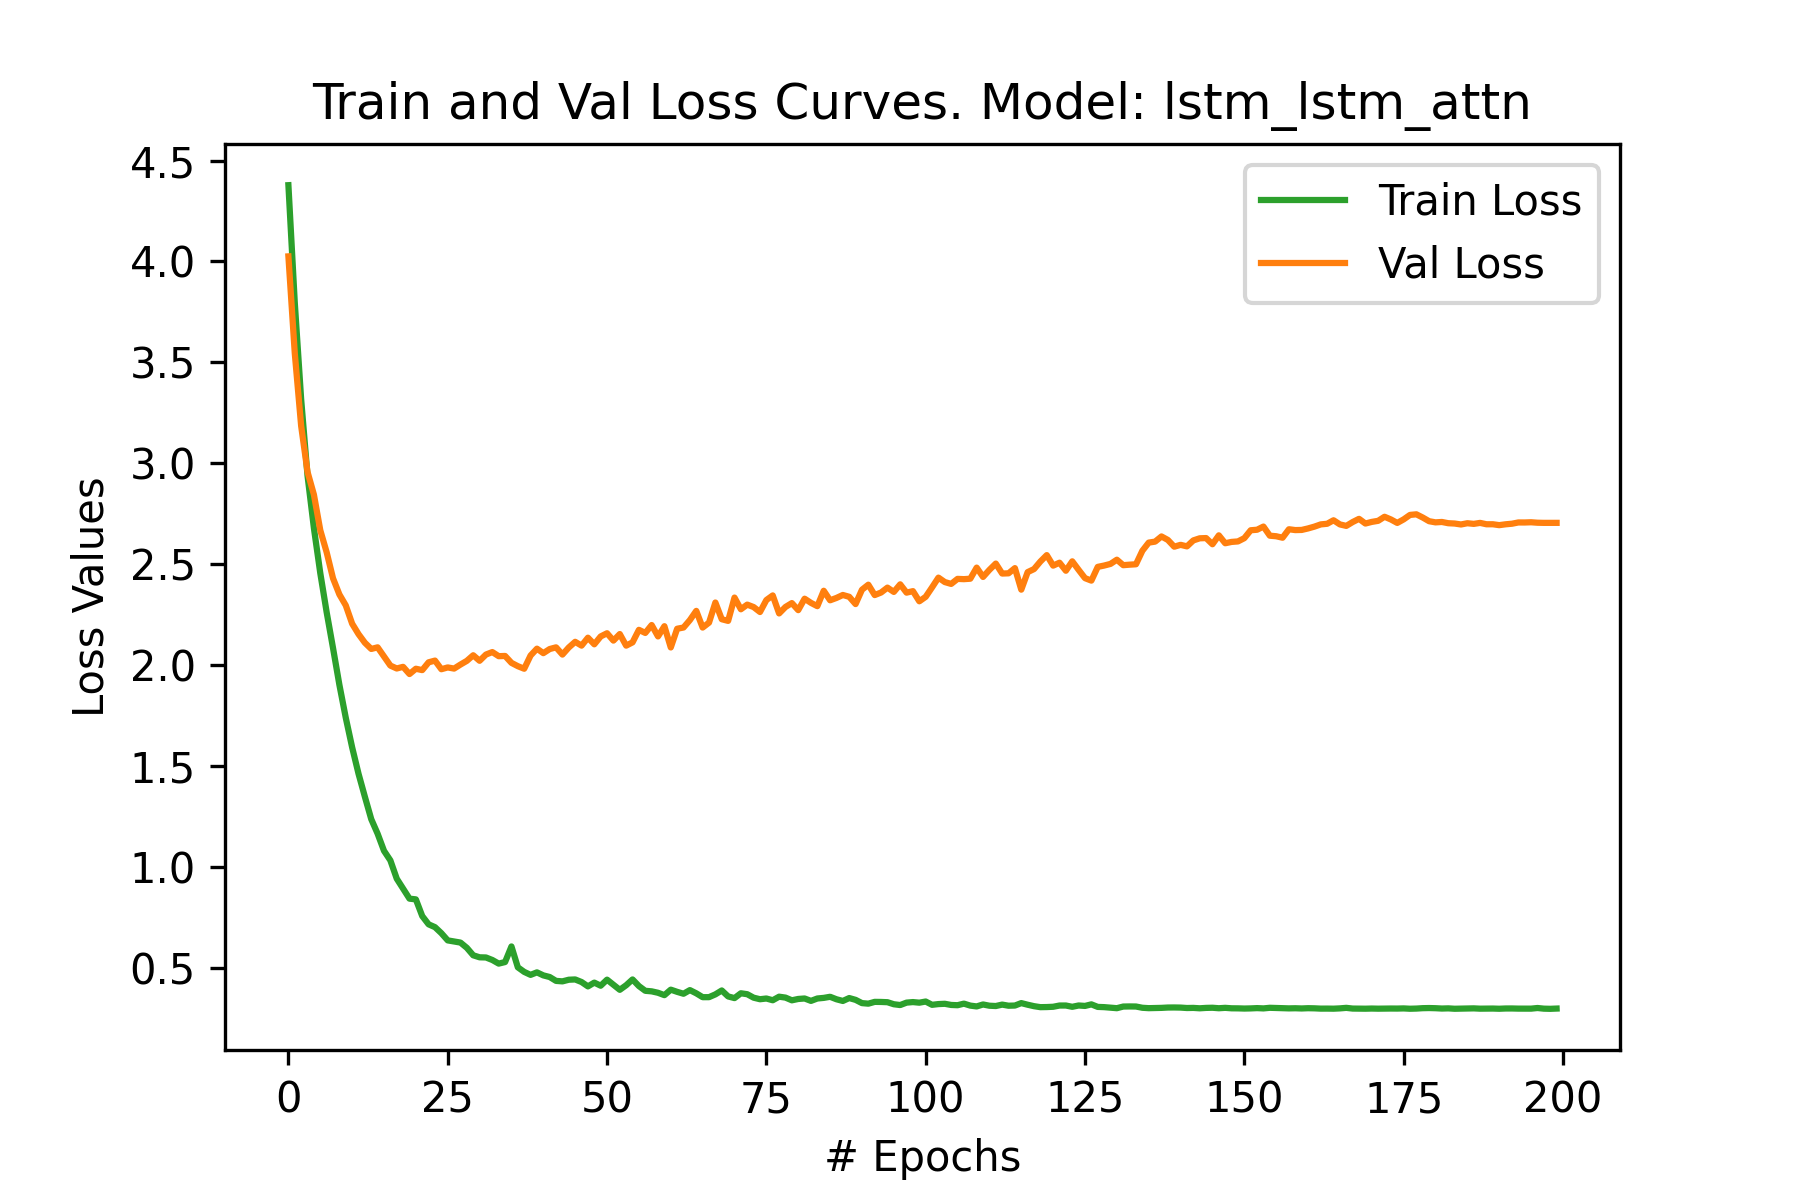 Train and Val Loss Curves. Model: lstm_lstm_attn
Train Loss
Val Loss
4.5
4.0
3.5
3.0
2.5
2.0
1.5
1.0
0.5
Loss Values
0 25 50 75 100 125 150 175 200
# Epochs